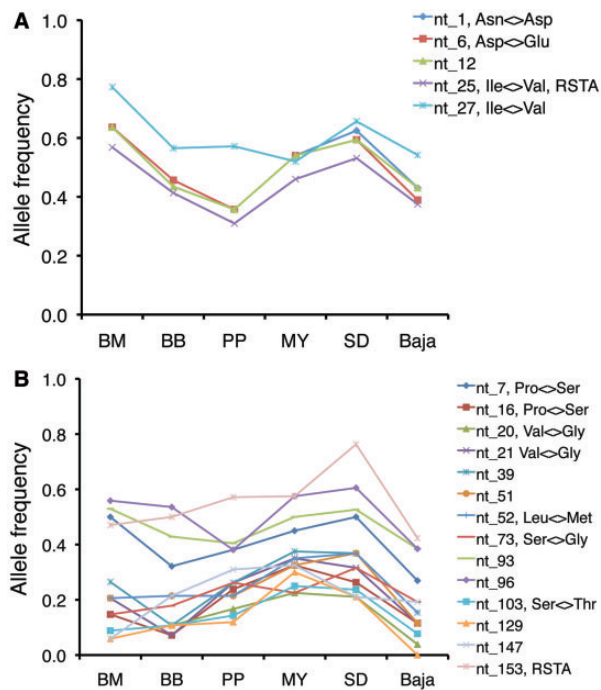 A
1.0
0.8
0.6
0.4
0.2
0.0
Allele frequency
BM BB PP MY SD Baja
nt_1, Asn<>Asp
nt_6, Asp<>Glu
nt_12
nt_25, Ile<>Val, RSTA
nt_27, Ile<>Val
B
1.0
0.8
0.6
0.4
0.2
0.0
Allele frequency
BM BB PP MY SD Baja
nt_7, Pro<>Ser
nt_16, Pro<>Ser
nt_20, Val<>Gly
nt_21 Val<>Gly
nt_39
nt_51
nt_52, Leu<>Met
nt_73, Ser<>Gly
nt_93
nt_96
nt_103, Ser<>Thr
nt_129
nt_147
nt_153, RSTA